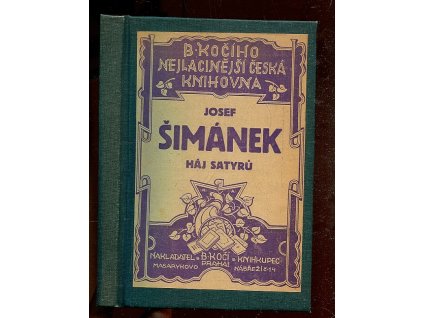 B·KOČÍHO
NEJLACINĚJŠÍ ČESKÁ
KNIHOVNA
JOSEF
ŠIMÁNEK
HÁJ SATYRŮ
NAKLADATEL·B·KOČÍ KNIHKUPEC
MASARYKOVO PRAHA I NÁBŘEŽÍ č·14